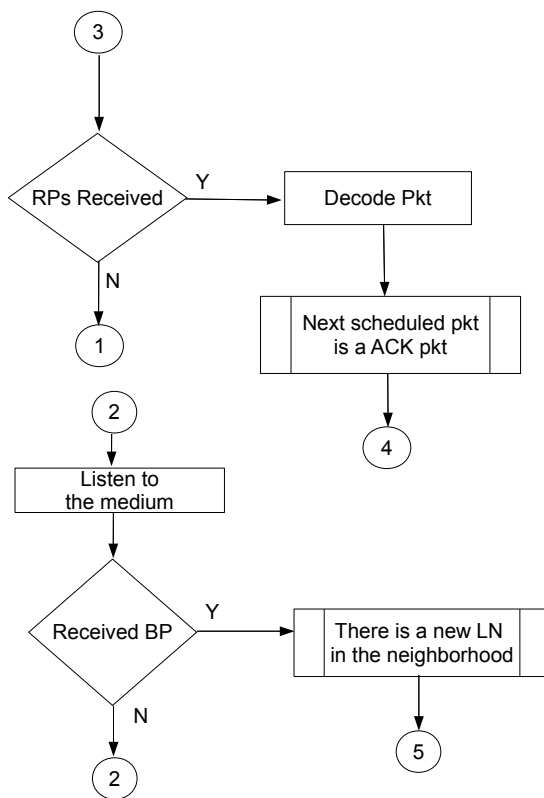 3
RPs Received
Y
Decode Pkt
N
Next scheduled pkt
is a ACK pkt
1
4
2
Listen to
the medium
Received BP
Y
There is a new LN
in the neighborhood
N
5
2